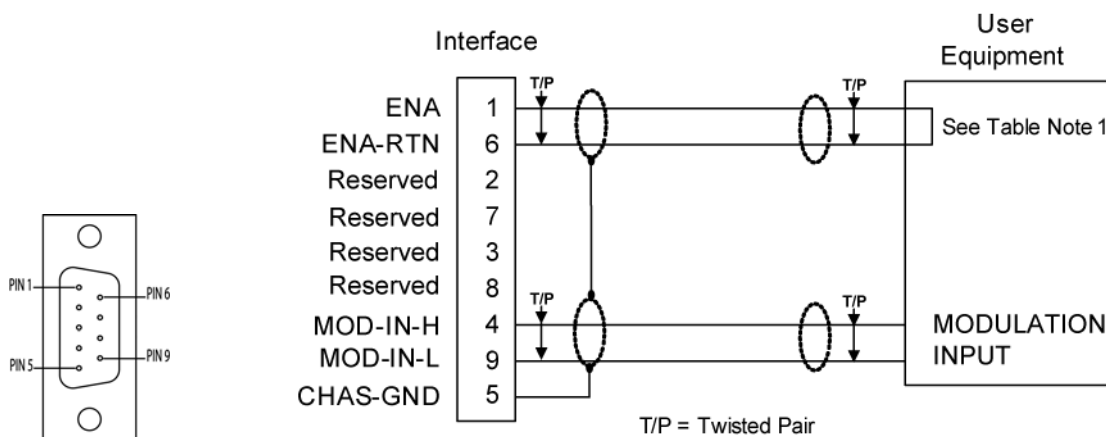 Interface
User
Equipment
T/P
T/P
ENA 1
See Table Note 1
ENA-RTN 6
Reserved 2
Reserved 7
Reserved 3
Reserved 8
T/P
T/P
MOD-IN-H 4
MODULATION
INPUT
MOD-IN-L 9
CHAS-GND 5
T/P = Twisted Pair
PIN 1
PIN 6
PIN 5
PIN 9